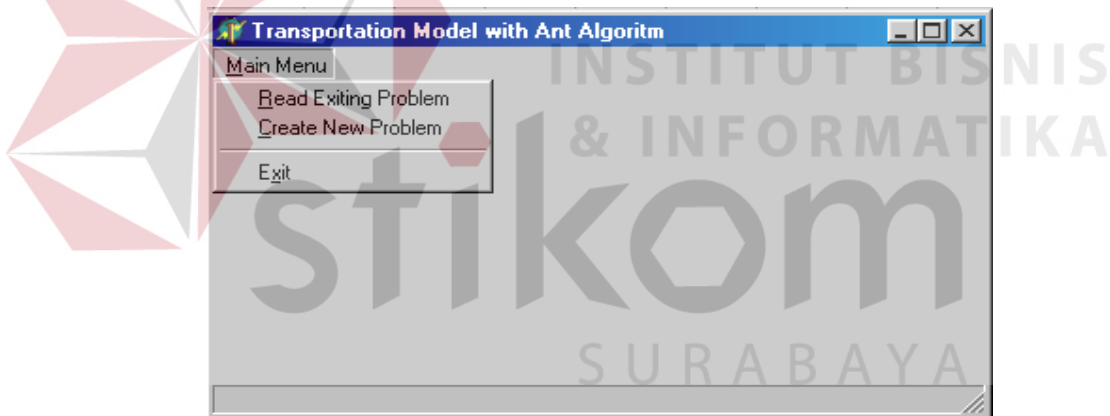 Transportation Model with Ant Algoritm
Main Menu
Read Exiting Problem
Create New Problem
Exit
INSTITUT BISNIS
& INFORMATIKA
stikom
SURABAYA